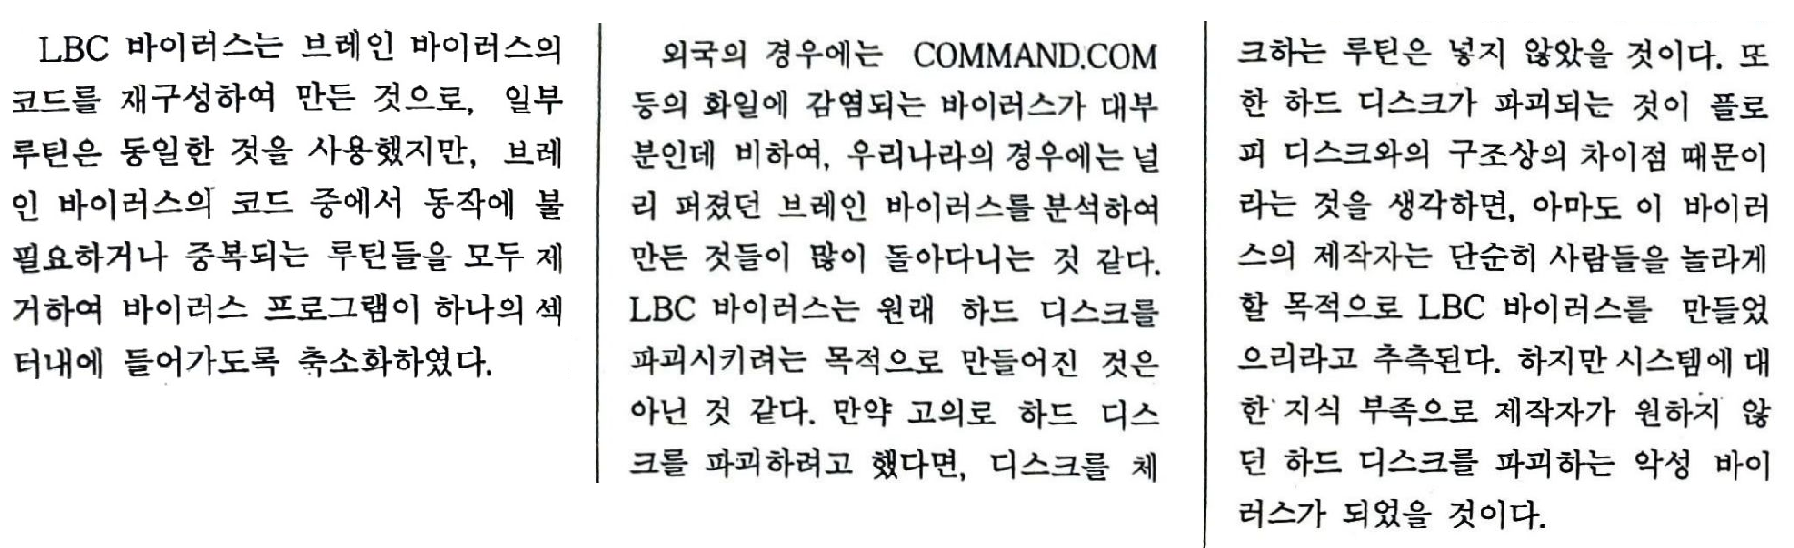 LBC 바이러스는 브레인 바이러스의
코드를 재구성하여 만든 것으로, 일부
루틴은 동일한 것을 사용했지만, 브레
인 바이러스의 코드 중에서 동작에 불
필요하거나 중복되는 루틴들을 모두 제
거하여 바이러스 프로그램이 하나의 섹
터내에 들어가도록 축소화하였다.
외국의 경우에는 COMMAND.COM
등의 화일에 감염되는 바이러스가 대부
분인데 비하여, 우리나라의 경우에는 널
리 퍼졌던 브레인 바이러스를 분석하여
만든 것들이 많이 돌아다니는 것 같다.
LBC 바이러스는 원래 하드 디스크를
파괴시키려는 목적으로 만들어진 것은
아닌 것 같다. 만약 고의로 하드 디스
크를 파괴하려고 했다면, 디스크를 체
크하는 루틴은 넣지 않았을 것이다. 또
한 하드 디스크가 파괴되는 것이 플로
피 디스크와의 구조상의 차이점 때문이
라는 것을 생각하면, 아마도 이 바이러
스의 제작자는 단순히 사람들을 놀라게
할 목적으로 LBC 바이러스를 만들었
으리라고 추측된다. 하지만 시스템에 대
한 지식 부족으로 제작자가 원하지 않
던 하드 디스크를 파괴하는 악성 바이
러스가 되었을 것이다.